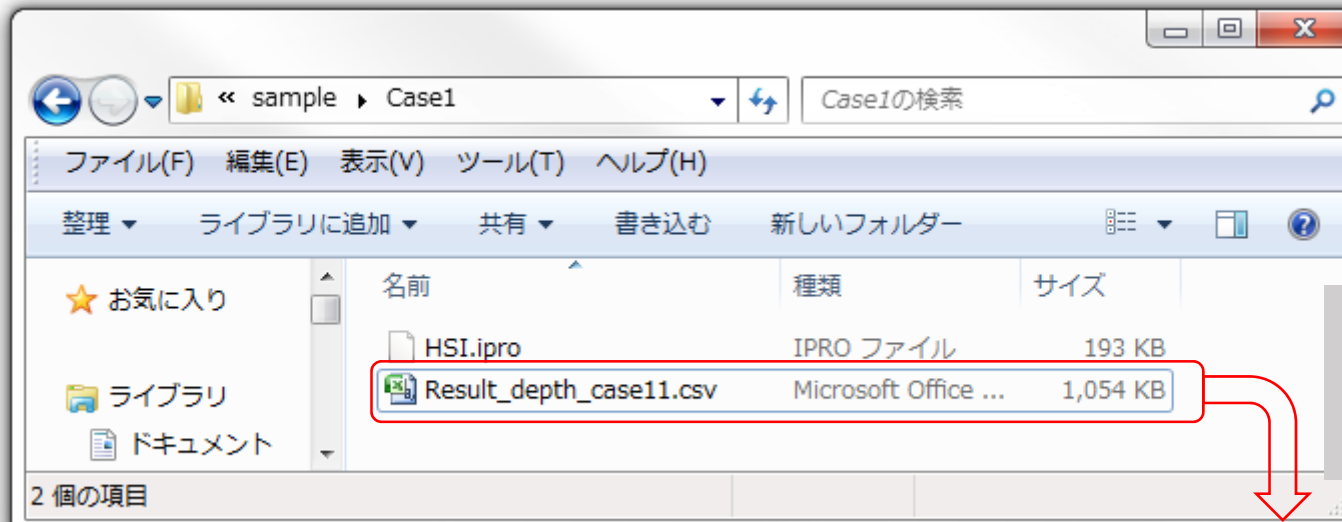 « sample ▸ Case1
Case1の検索
ファイル(F) 編集(E) 表示(V) ツール(T) ヘルプ(H)
整理 ▼ ライブラリに追加 ▼ 共有 ▼ 書き込む 新しいフォルダー
お気に入り
ライブラリ
ドキュメント
名前 種類 サイズ
HSI.ipro IPRO ファイル 193 KB
Result_depth_case11.csv Microsoft Office ... 1,054 KB
2 個の項目